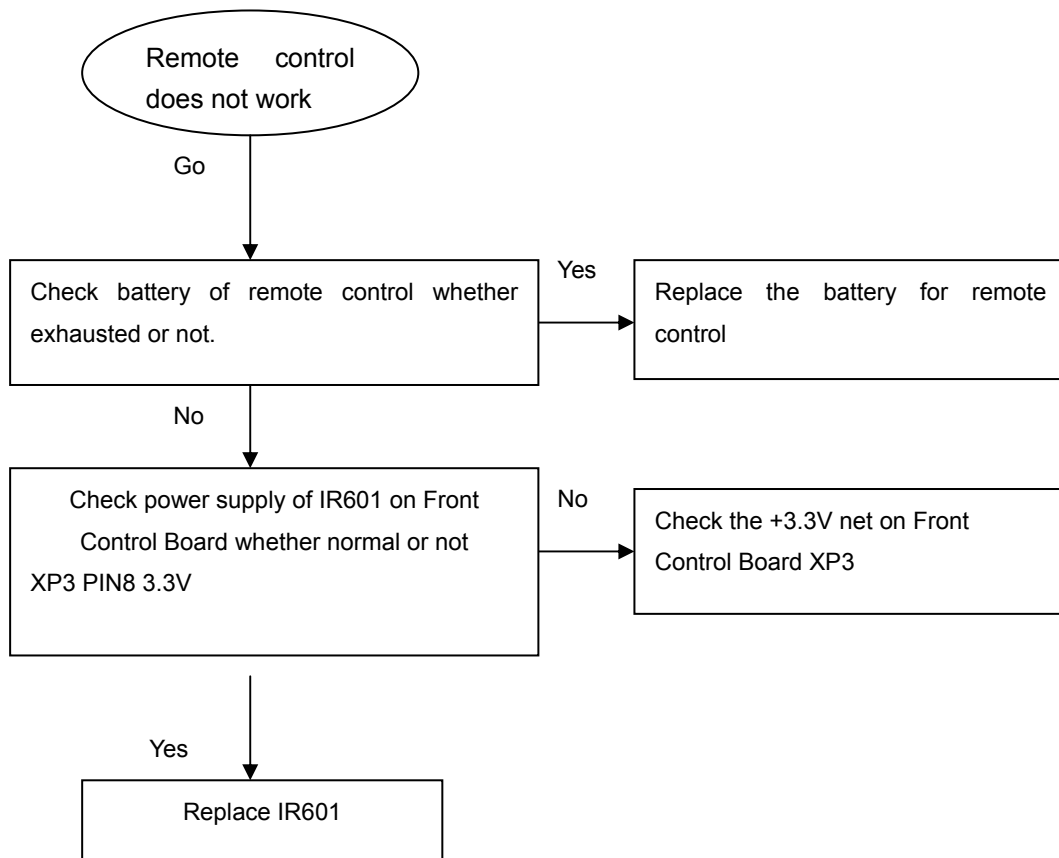 Remote control
does not work
Go
Check battery of remote control whether
exhausted or not.
Yes
Replace the battery for remote
control
No
Check power supply of IR601 on Front
Control Board whether normal or not
XP3 PIN8 3.3V
No
Check the +3.3V net on Front
Control Board XP3
Yes
Replace IR601